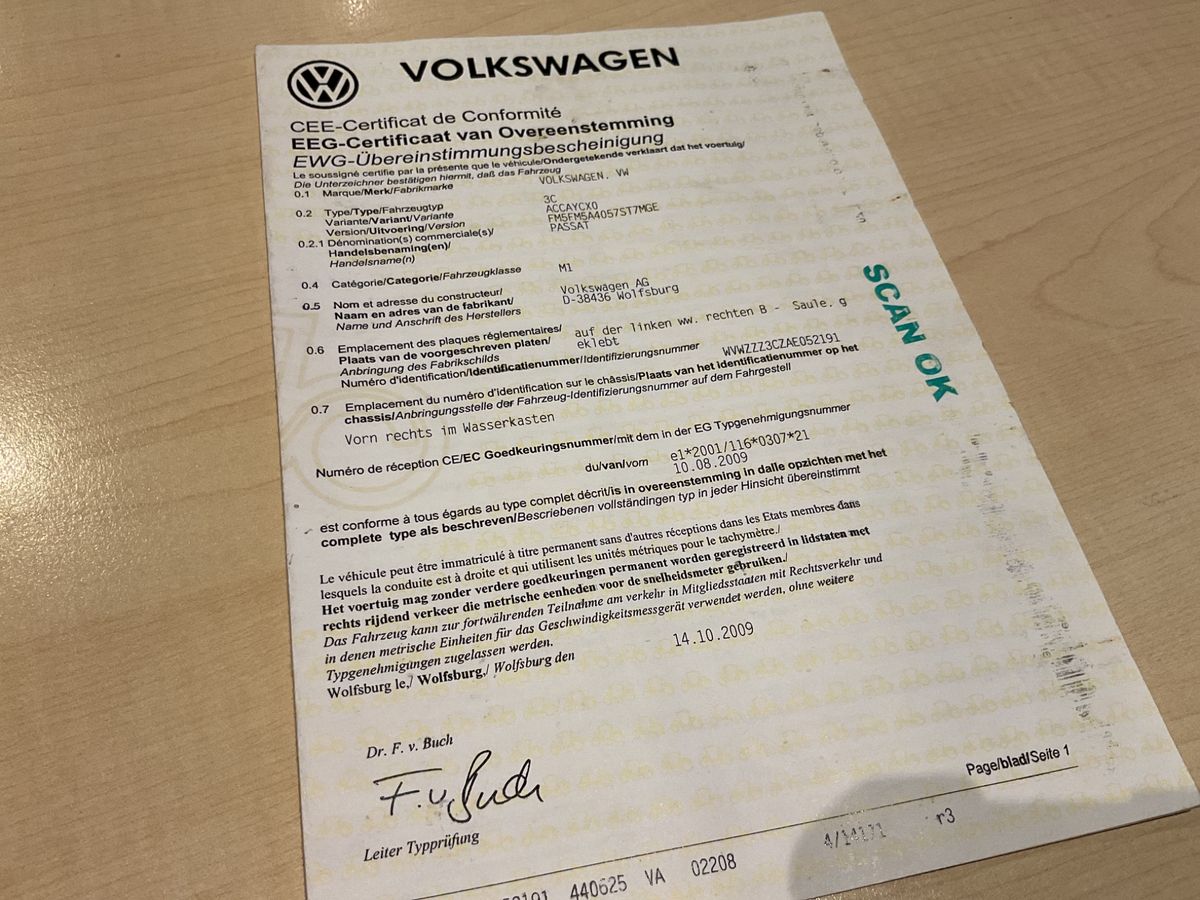 VOLKSWAGEN
CEE-Certificat de Conformité
EEG-Certificaat van Overeenstemming
EWG-Übereinstimmungsbescheinigung
Le soussigné certifie par la présente que le véhicule/Ondergetekende verklaart dat het voertuig/
Die Unterzeichner bestätigen hiermit, daß das Fahrzeug
0.1 Marque/Merk/Fabrikmarke VOLKSWAGEN, VW
0.2 Type/Type/Fahrzeugtyp 3C
Variante/Variant/Variante ACCAYCX0
Version/Uitvoering/Version FM5FM5A4057ST7MGE
0.2.1 Dénomination(s) commerciale(s)/ PASSAT
Handelsbenaming(en)/
Handelsname(n)
0.4 Catégorie/Categorie/Fahrzeugklasse M1
0.5 Nom et adresse du constructeur/ Volkswagen AG
Naam en adres van de fabrikant/ D-38436 Wolfsburg
Name und Anschrift des Herstellers
0.6 Emplacement des plaques réglementaires/ auf der linken ww. rechten B - Saule, g
Plaats van de voorgeschreven platen/ eklebt
Anbringung des Fabrikschilds
Numéro d'identification/Identificatienummer/Identifizierungsnummer WVWZZZ3CZAE052191
0.7 Emplacement du numéro d'identification sur le châssis/Plaats van het identificatienummer op het
chassis/Anbringungsstelle der Fahrzeug-Identifizierungsnummer auf dem Fahrgestell
Vorn rechts im Wasserkasten
Numéro de réception CE/EC Goedkeuringsnummer/mit dem in der EG Typgenehmigungsnummer
e1*2001/116*0307*21
du/van/vorn 10.08.2009
est conforme à tous égards au type complet décrit/is in overeenstemming in dalle opzichten met het
complete type als beschreven/Bescriebenen vollständingen typ in jeder Hinsicht übereinstimmt
Le véhicule peut être immatriculé à titre permanent sans d'autres réceptions dans les Etats membres dans
lesquels la conduite est à droite et qui utilisent les unités métriques pour le tachymètre./
Het voertuig mag zonder verdere goedkeuringen permanent worden geregistreerd in lidstaten met
rechts rijdend verkeer die metrische eenheden voor de snelheidsmeter gebruiken./
Das Fahrzeug kann zur fortwährenden Teilnahme am verkehr in Mitgliedsstaaten mit Rechtsverkehr und
in denen metrische Einheiten für das Geschwindigkeitsmessgerät verwendet werden, ohne weitere
Typgenehmigungen zugelassen werden.
Wolfsburg le,/ Wolfsburg,/ Wolfsburg den 14.10.2009
SCAN OK
Dr. F. v. Buch
F. v. Buch
Leiter Typprüfung
Page/blad/Seite 1
440625 VA 02208 4/14171 r3